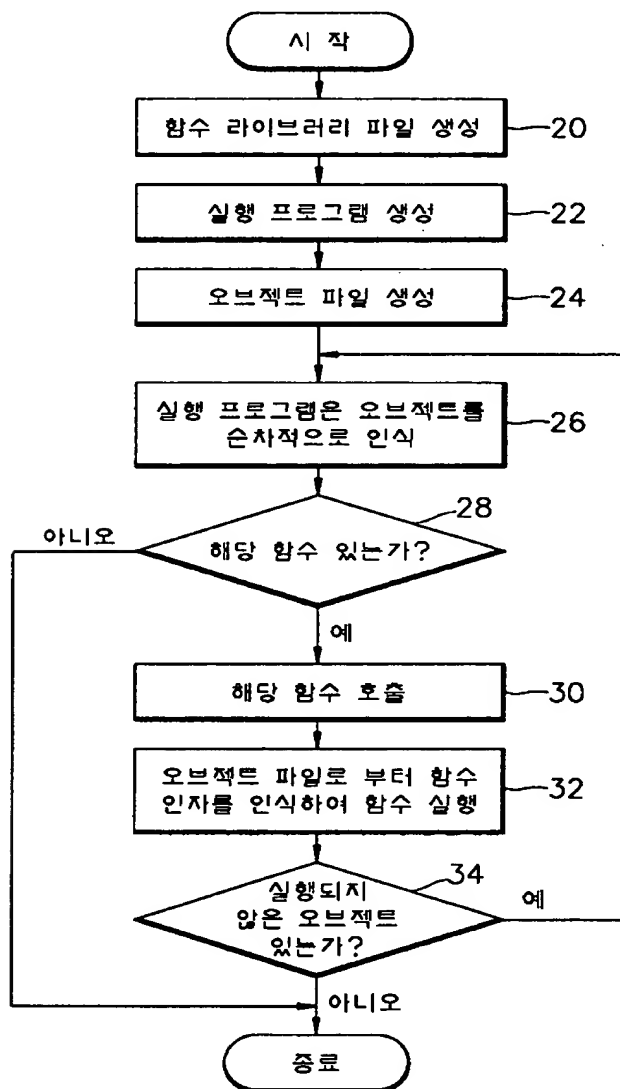 시 작
함수 라이브러리 파일 생성
20
실행 프로그램 생성
22
오브젝트 파일 생성
24
실행 프로그램은 오브젝트를
순차적으로 인식
26
28
아니오
해당 함수 있는가?
예
해당 함수 호출
30
오브젝트 파일로 부터 함수
인자를 인식하여 함수 실행
32
34
실행되지
않은 오브젝트
있는가?
예
아니오
종료